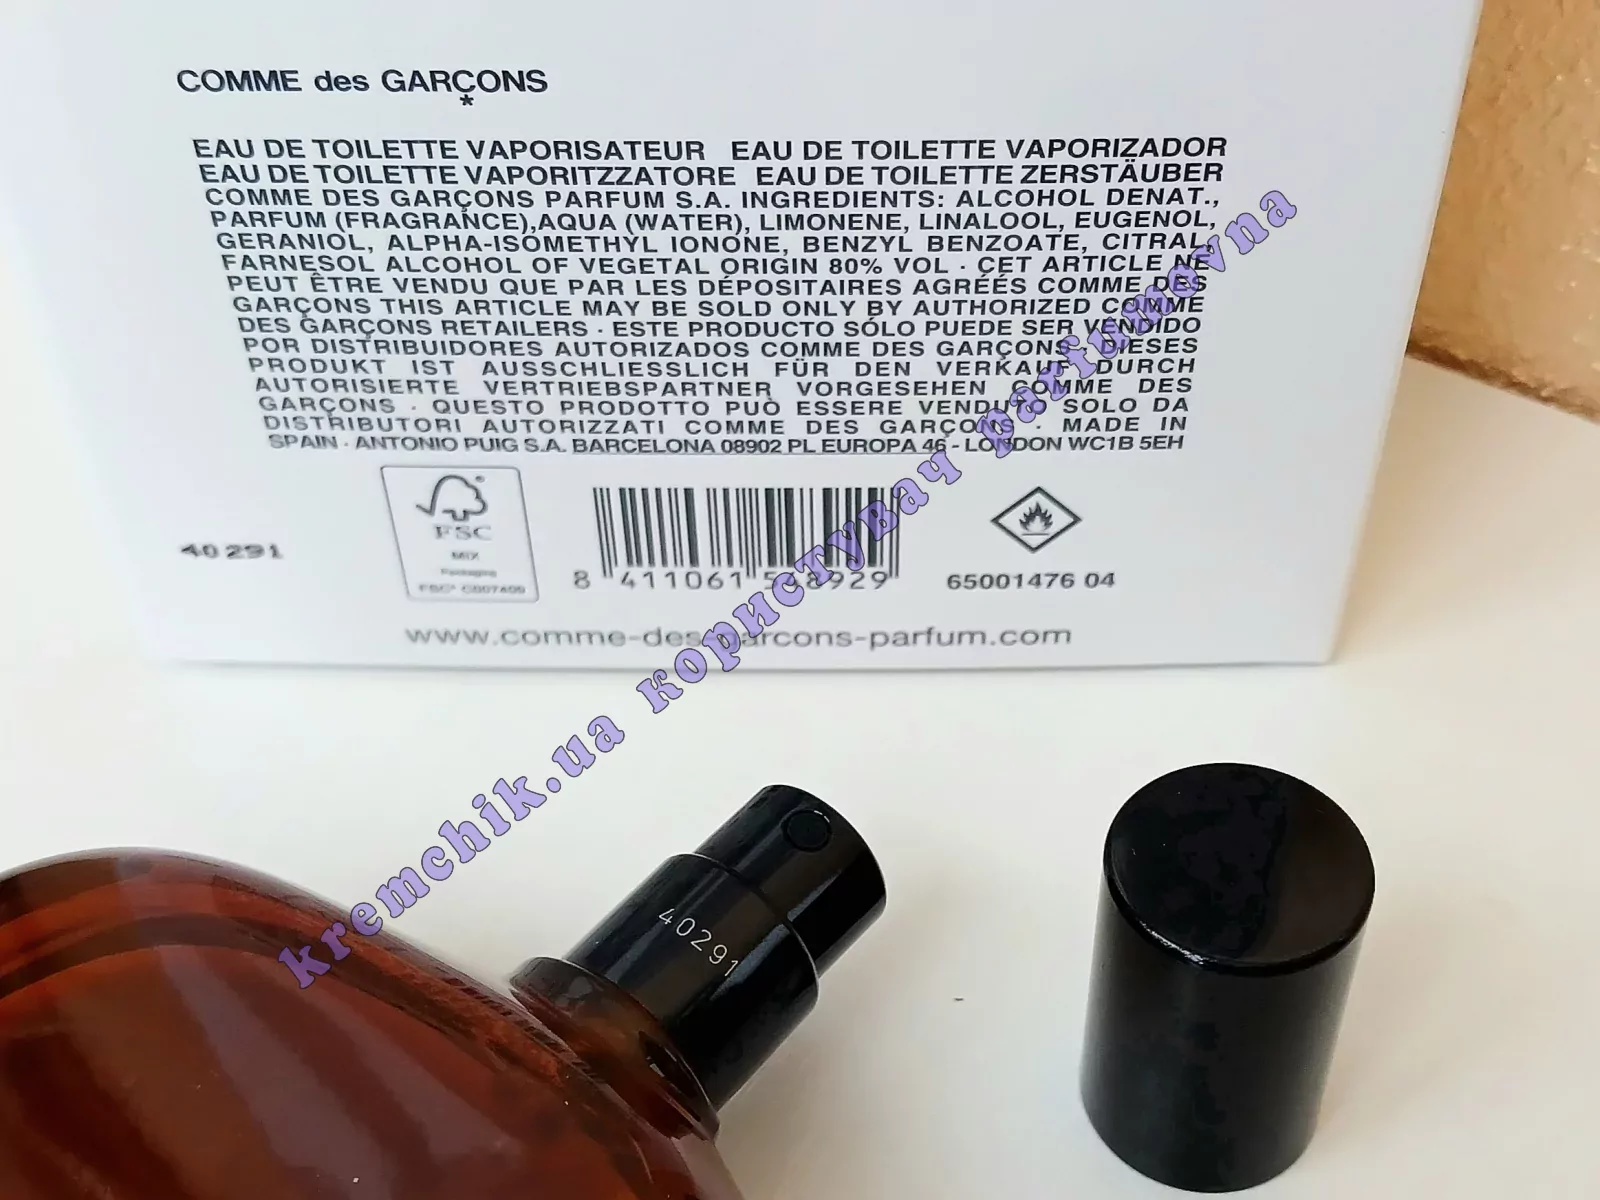 COMME des GARÇONS
*
EAU DE TOILETTE VAPORISATEUR EAU DE TOILETTE VAPORIZADOR
EAU DE TOILETTE VAPORITZZATORE EAU DE TOILETTE ZERSTÄUBER
COMME DES GARÇONS PARFUM S.A. INGREDIENTS: ALCOHOL DENAT.,
PARFUM (FRAGRANCE),AQUA (WATER), LIMONENE, LINALOOL, EUGENOL,
GERANIOL, ALPHA-ISOMETHYL IONONE, BENZYL BENZOATE, CITRAL,
FARNESOL ALCOHOL OF VEGETAL ORIGIN 80% VOL · CET ARTICLE NE
PEUT ÊTRE VENDU QUE PAR LES DÉPOSITAIRES AGRÉÉS COMME DES
GARÇONS THIS ARTICLE MAY BE SOLD ONLY BY AUTHORIZED COMME
DES GARÇONS RETAILERS · ESTE PRODUCTO SÓLO PUEDE SER VENDIDO
POR DISTRIBUIDORES AUTORIZADOS COMME DES GARÇONS · DIESES
PRODUKT IST AUSSCHLIESSLICH FÜR DEN VERKAUF DURCH
AUTORISIERTE VERTRIEBSPARTNER VORGESEHEN COMME DES
GARÇONS · QUESTO PRODOTTO PUÒ ESSERE VENDUTO SOLO DA
DISTRIBUTORI AUTORIZZATI COMME DES GARÇONS · MADE IN
SPAIN · ANTONIO PUIG S.A. BARCELONA 08902 PL EUROPA 46 - LONDON WC1B 5EH
40291
FSC
MIX
Packaging
8 411061 929
65001476 04
www.comme-des-garcons-parfum.com
kremchik.ua користувач parfumovna
40291